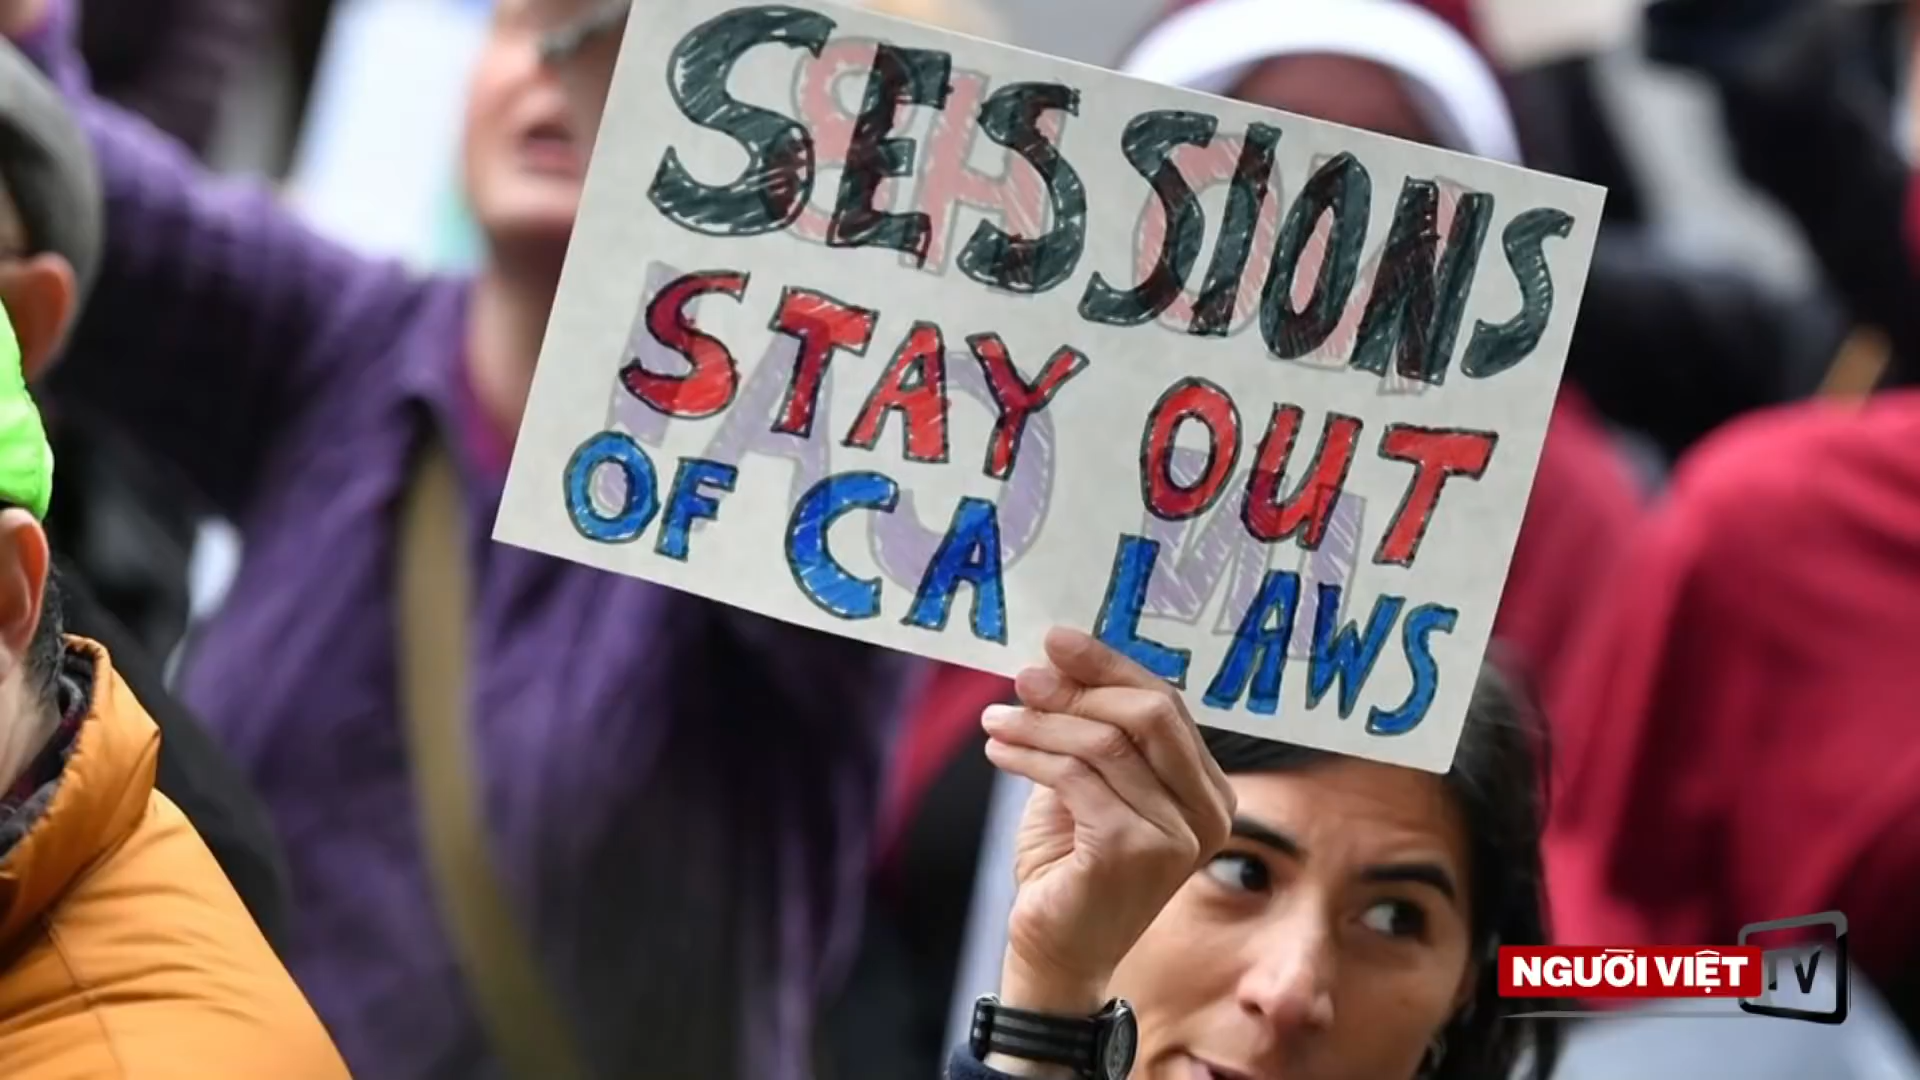 SESSIONS
STAY OUT
OF CA LAWS
NGƯỜI VIỆT TV